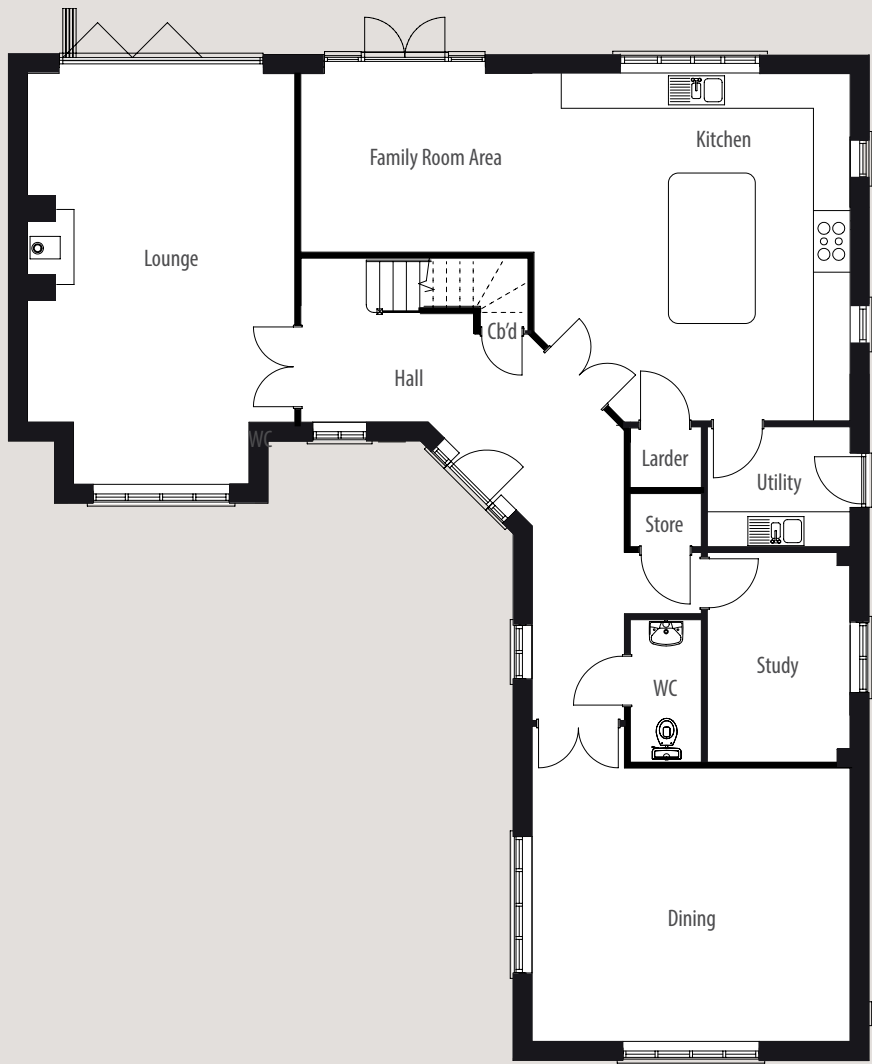 Kitchen
Family Room Area
Lounge
Cb'd
Hall
WC
Larder
Utility
Store
Study
WC
Dining